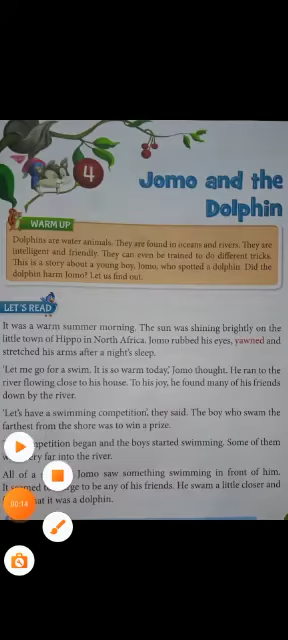 4
Jomo and the
Dolphin
WARM UP
Dolphins are water animals. They are found in oceans and rivers. They are
intelligent and friendly. They can even be trained to do different tricks.
This is a story about a young boy, Jomo, who spotted a dolphin. Did the
dolphin harm Jomo? Let us find out.
LET'S READ
It was a warm summer morning. The sun was shining brightly on the
little town of Hippo in North Africa. Jomo rubbed his eyes, yawned and
stretched his arms after a night's sleep.
'Let me go for a swim. It is so warm today,' Jomo thought. He ran to the
river flowing close to his house. To his joy, he found many of his friends
down by the river.
'Let's have a swimming competition', they said. The boy who swam the
farthest from the shore was to win a prize.
competition began and the boys started swimming. Some of them
very far into the river.
All of a Jomo saw something swimming in front of him.
It to be any of his friends. He swam a little closer and
that it was a dolphin.
00:14